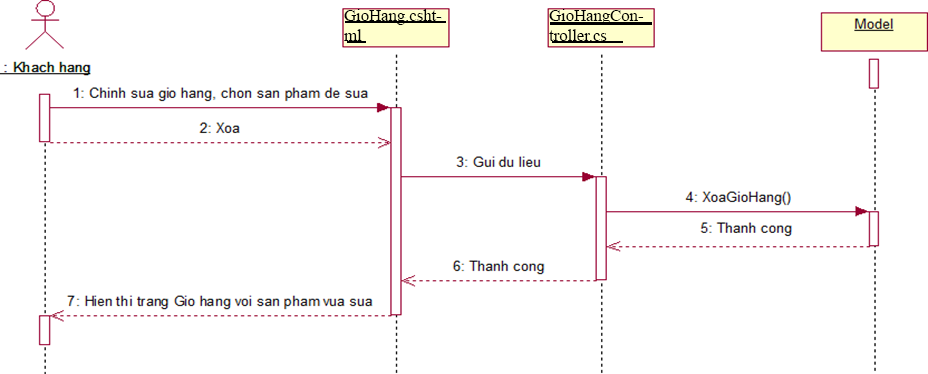 GioHang.csht-
ml
GioHangCon-
troller.cs
Model
: Khach hang
1: Chinh sua gio hang, chon san pham de sua
2: Xoa
3: Gui du lieu
4: XoaGioHang()
5: Thanh cong
6: Thanh cong
7: Hien thi trang Gio hang voi san pham vua sua